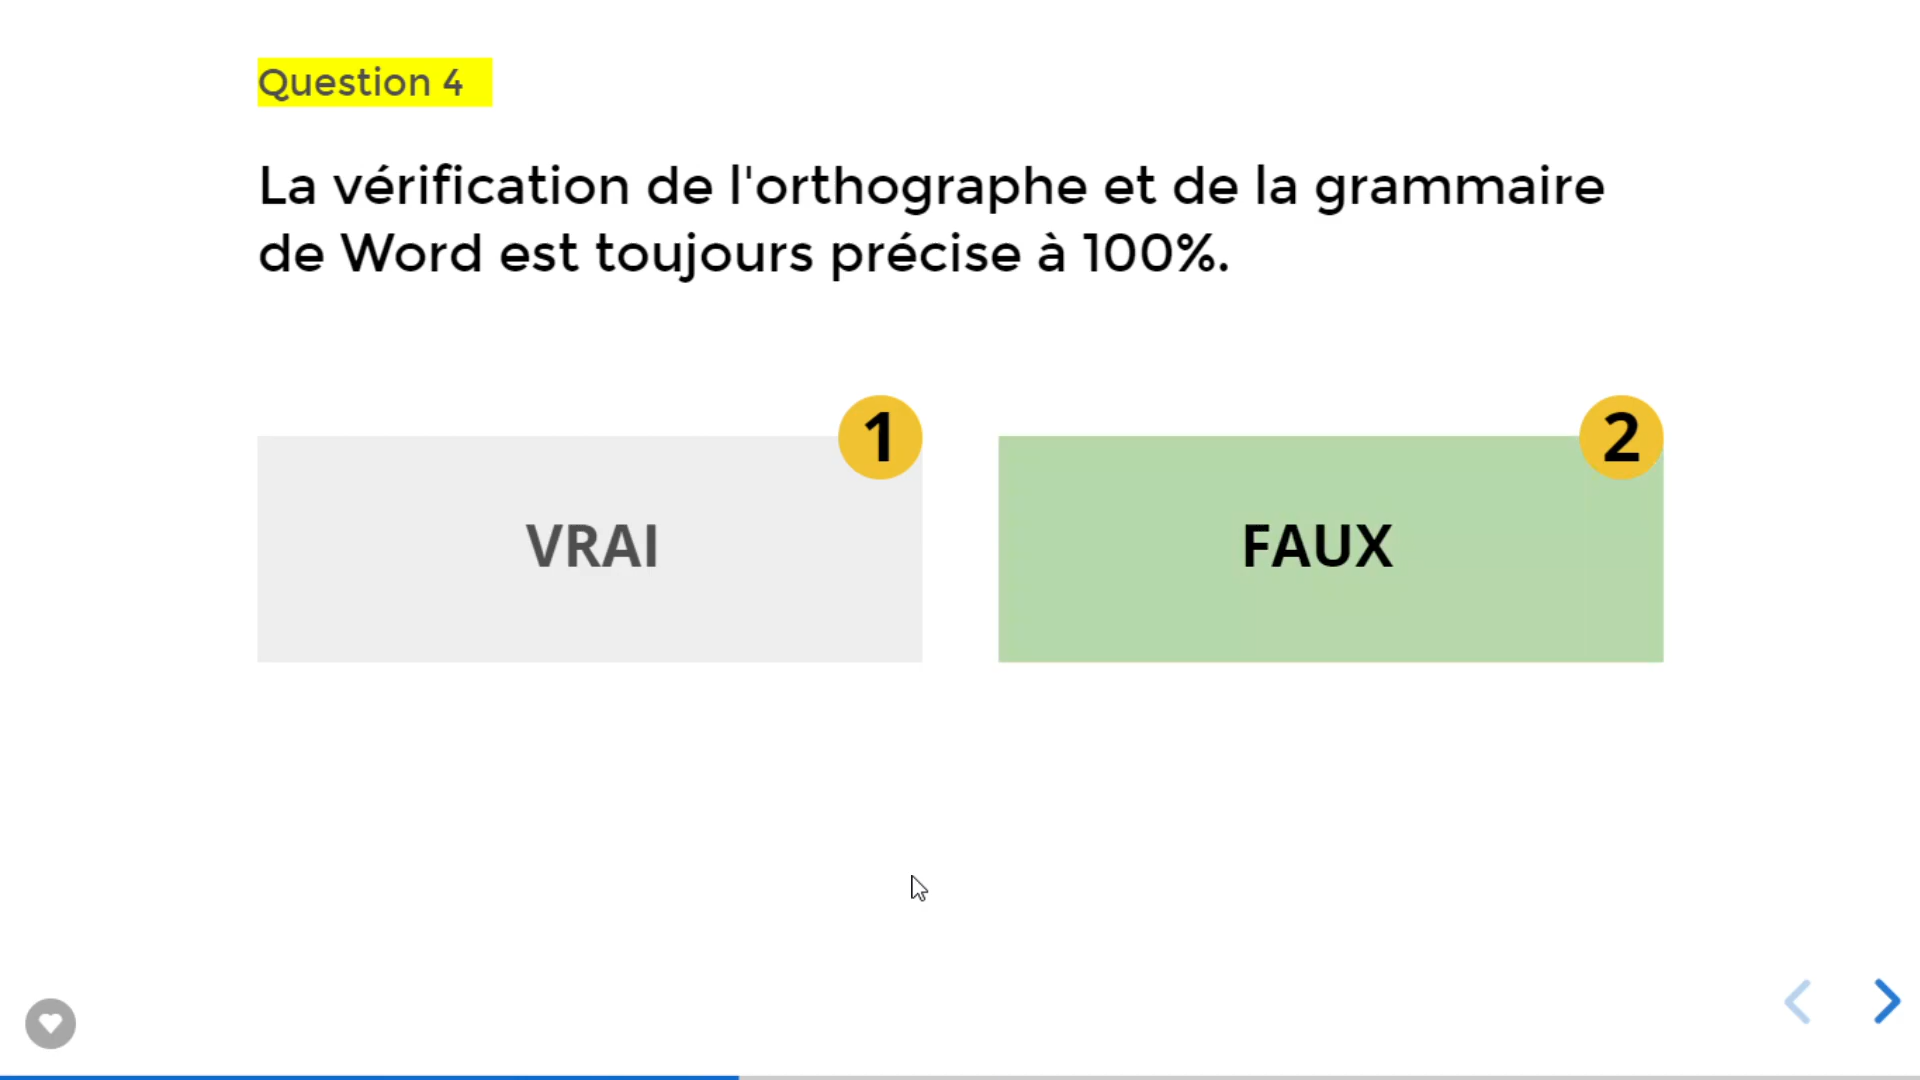 Question 4
La vérification de l'orthographe et de la grammaire
de Word est toujours précise à 100%.
1
2
VRAI
FAUX